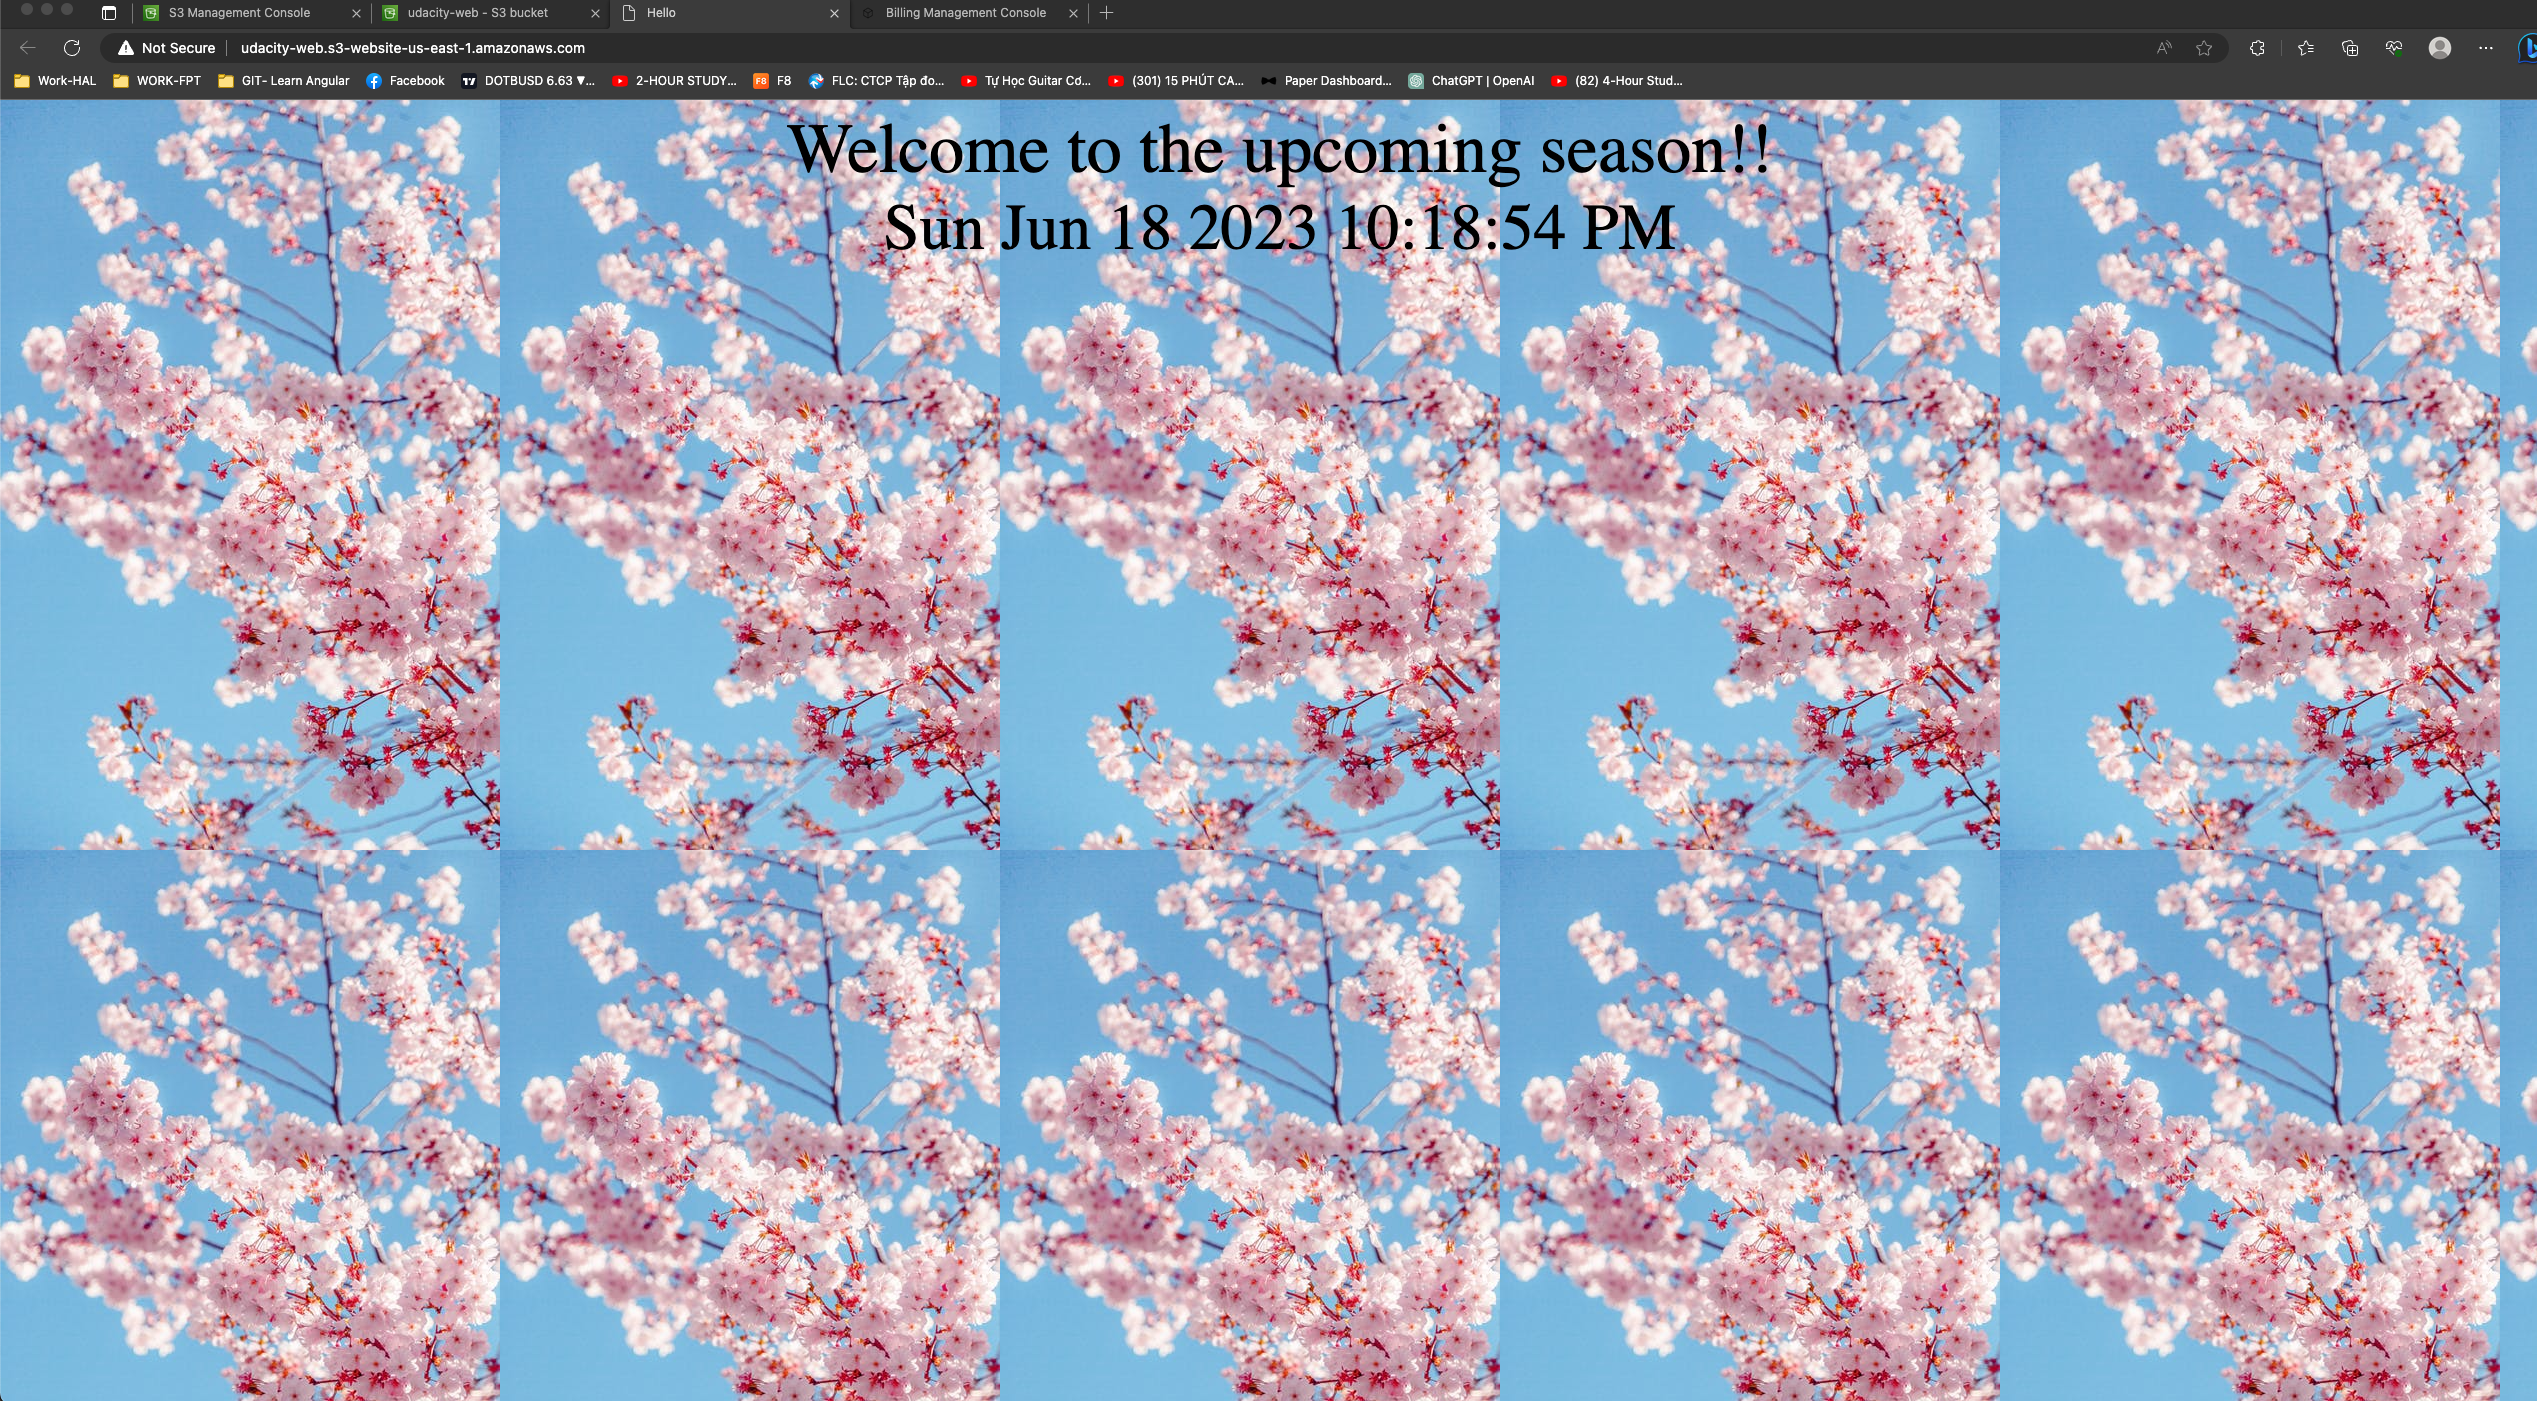 S3 Management Console
udacity-web - S3 bucket
Hello
Billing Management Console
Not Secure
udacity-web.s3-website-us-east-1.amazonaws.com
Work-HAL
WORK-FPT
GIT- Learn Angular
Facebook
DOTBUSD 6.63 ▼...
2-HOUR STUDY...
F8 F8
FLC: CTCP Tập đo...
Tự Học Guitar Cơ...
(301) 15 PHÚT CA...
Paper Dashboard...
ChatGPT | OpenAI
(82) 4-Hour Stud...
Welcome to the upcoming season!!
Sun Jun 18 2023 10:18:54 PM